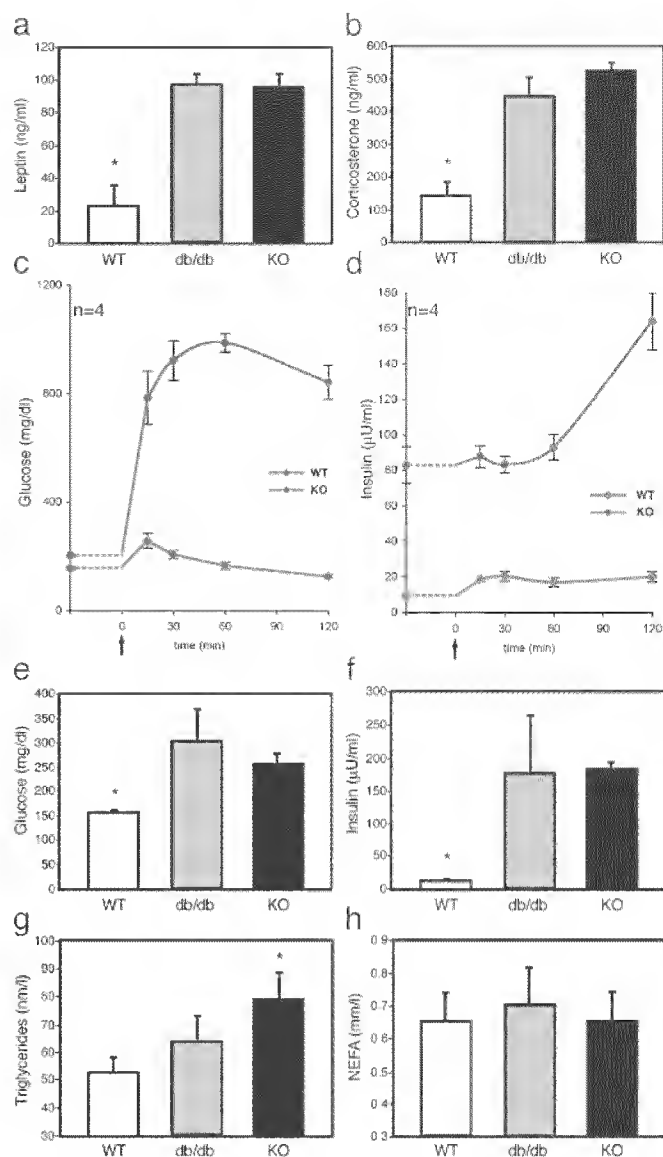 a
Leptin (ng/ml)
120
100
80
60
40
20
0
*
WT
db/db
KO
b
Corticosterone (ng/ml)
600
500
400
300
200
100
0
*
WT
db/db
KO
c
n=4
Glucose (mg/dl)
1200
800
400
0
WT
KO
0
30
60
90
120
time (min)
d
n=4
Insulin (µU/ml)
180
160
140
120
100
80
60
40
20
0
WT
KO
0
30
60
90
120
time (min)
e
Glucose (mg/dl)
400
350
300
250
200
150
100
50
0
*
WT
db/db
KO
f
Insulin (µU/ml)
300
250
200
150
100
50
0
*
WT
db/db
KO
g
Triglycerides (nm/l)
100
90
80
70
60
50
40
30
*
WT
db/db
KO
h
NEFA (mm/l)
0.9
0.8
0.7
0.6
0.5
0.4
0.3
WT
db/db
KO